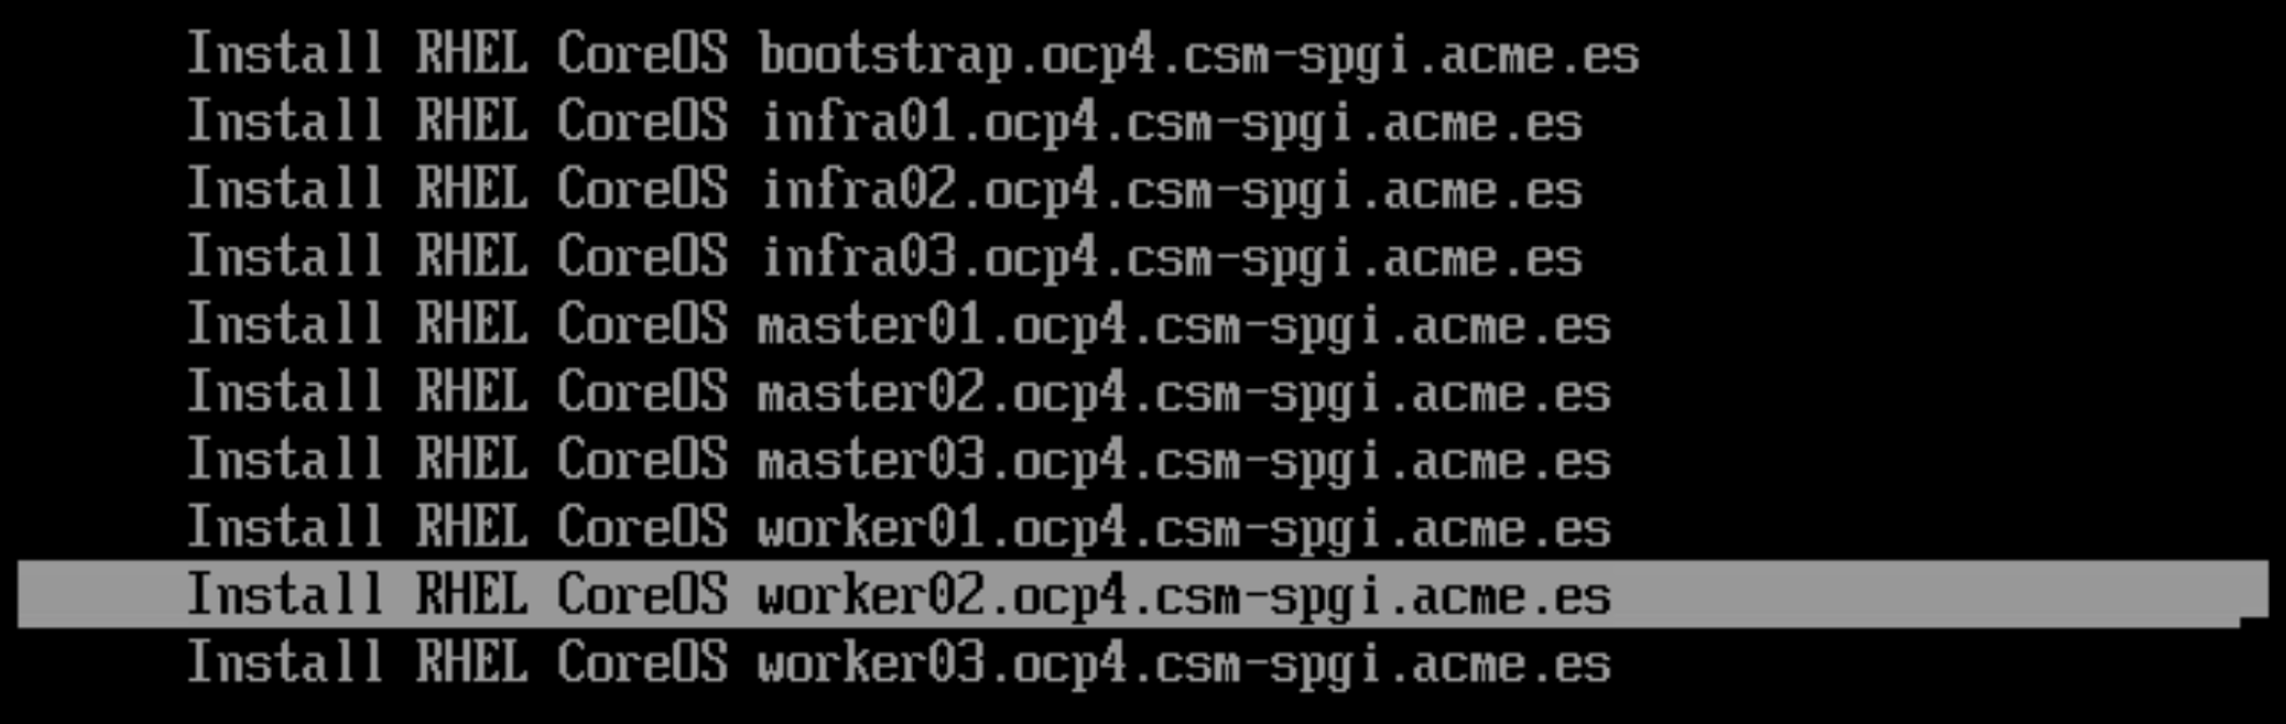 Install RHEL CoreOS bootstrap.ocp4.csm-spgi.acme.es
Install RHEL CoreOS infra01.ocp4.csm-spgi.acme.es
Install RHEL CoreOS infra02.ocp4.csm-spgi.acme.es
Install RHEL CoreOS infra03.ocp4.csm-spgi.acme.es
Install RHEL CoreOS master01.ocp4.csm-spgi.acme.es
Install RHEL CoreOS master02.ocp4.csm-spgi.acme.es
Install RHEL CoreOS master03.ocp4.csm-spgi.acme.es
Install RHEL CoreOS worker01.ocp4.csm-spgi.acme.es
Install RHEL CoreOS worker02.ocp4.csm-spgi.acme.es
Install RHEL CoreOS worker03.ocp4.csm-spgi.acme.es